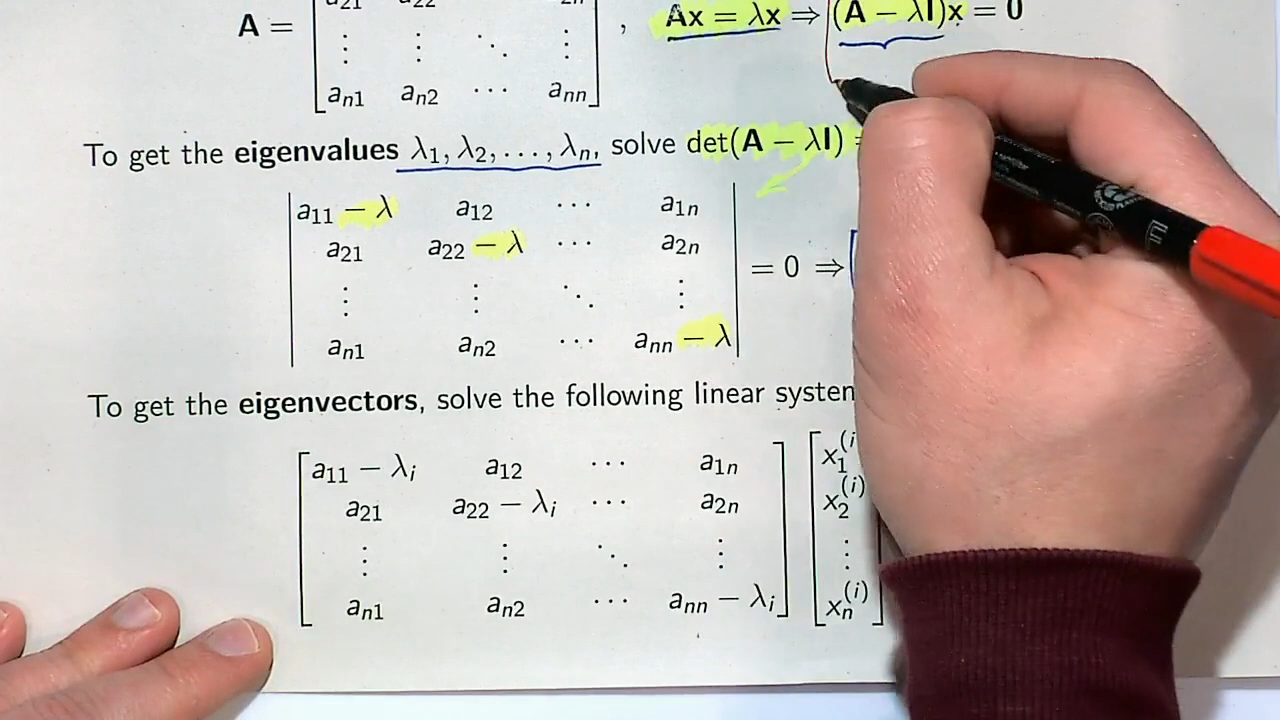 a21 a22 2n
A = , Ax = λx ⇒ (A − λI)x = 0
⋮ ⋮ ⋱ ⋮
an1 an2 ⋯ ann
To get the eigenvalues λ1, λ2, ..., λn, solve det(A − λI) =
a11 − λ a12 ⋯ a1n
a21 a22 − λ ⋯ a2n
= 0 ⇒
⋮ ⋮ ⋱ ⋮
an1 an2 ⋯ ann − λ
To get the eigenvectors, solve the following linear
a11 − λi a12 ⋯ a1n x1(i
a21 a22 − λi ⋯ a2n x2(i)
⋮ ⋮ ⋱ ⋮ ⋮
an1 an2 ⋯ ann − λi xn(i)